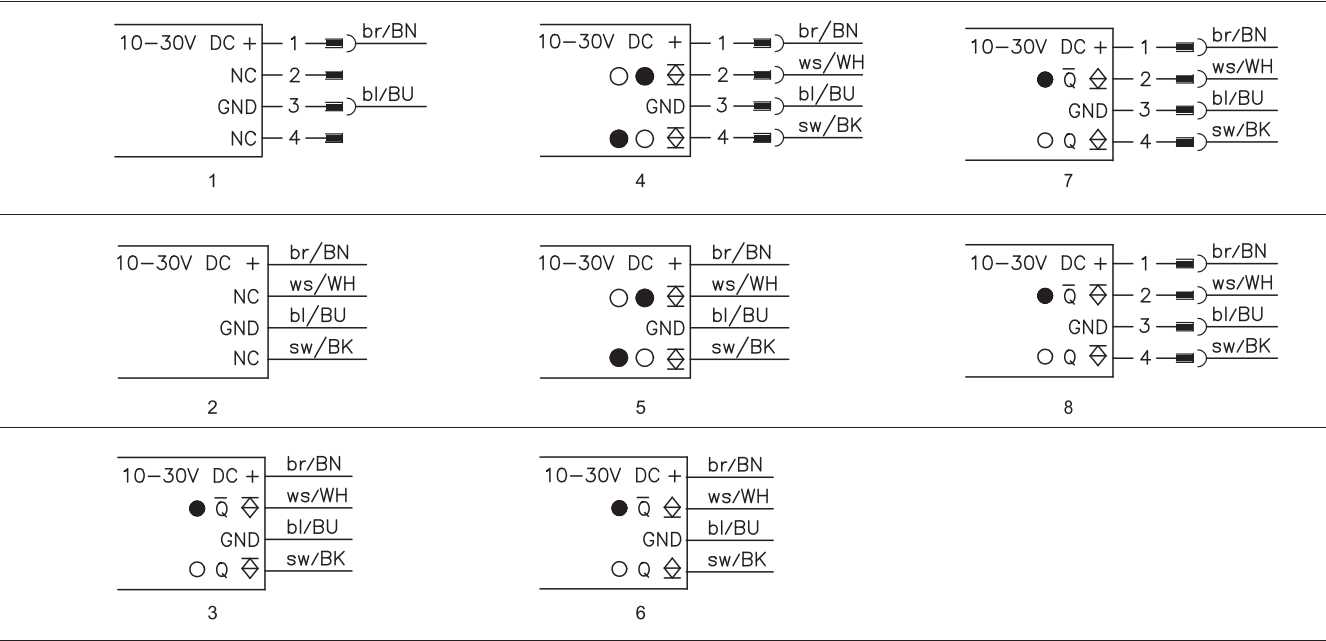 10–30V DC + 1 br/BN
NC 2
GND 3 bl/BU
NC 4
1
10–30V DC + 1 br/BN
2 ws/WH
GND 3 bl/BU
4 sw/BK
4
10–30V DC + 1 br/BN
Q̅ 2 ws/WH
GND 3 bl/BU
Q 4 sw/BK
7
10–30V DC + br/BN
NC ws/WH
GND bl/BU
NC sw/BK
2
10–30V DC + br/BN
ws/WH
GND bl/BU
sw/BK
5
10–30V DC + 1 br/BN
Q̅ 2 ws/WH
GND 3 bl/BU
Q 4 sw/BK
8
10–30V DC + br/BN
Q̅ ws/WH
GND bl/BU
Q sw/BK
3
10–30V DC + br/BN
Q̅ ws/WH
GND bl/BU
Q sw/BK
6